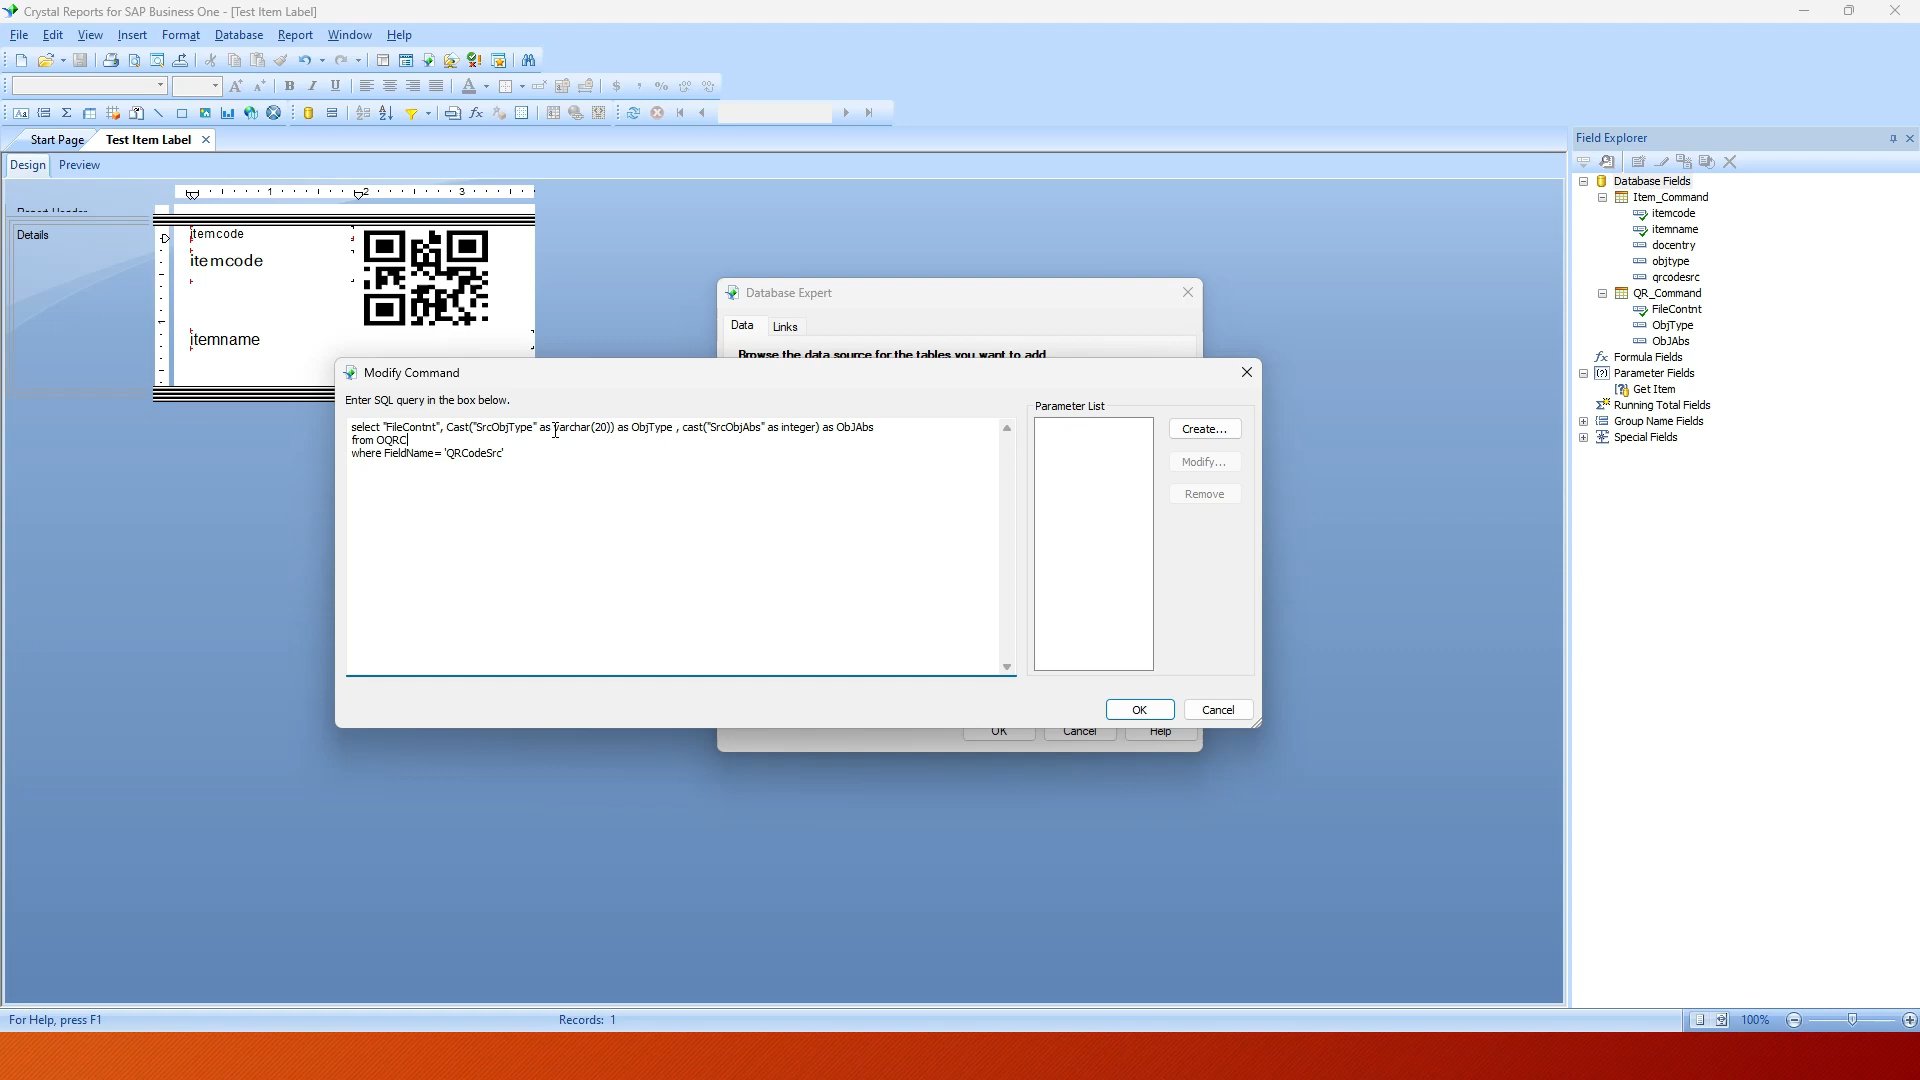 Crystal Reports for SAP Business One - [Test Item Label]
File Edit View Insert Format Database Report Window Help
Start Page Test Item Label
Design Preview
1 2 3
Report Header
Details
itemcode
itemcode
itemname
Database Expert
Data Links
Browse the data source for the tables you want to add
Modify Command
Enter SQL query in the box below.
select "FileContnt", Cast("SrcObjType" as varchar(20)) as ObjType , cast("SrcObjAbs" as integer) as ObJAbs
from OQRC
where FieldName= 'QRCodeSrc'
Parameter List
Create...
Modify...
Remove
OK Cancel
OK Cancel Help
Field Explorer
Database Fields
Item_Command
itemcode
itemname
docentry
objtype
qrcodesrc
QR_Command
FileContnt
ObjType
ObJAbs
Formula Fields
Parameter Fields
Get Item
Running Total Fields
Group Name Fields
Special Fields
For Help, press F1
Records: 1
100%